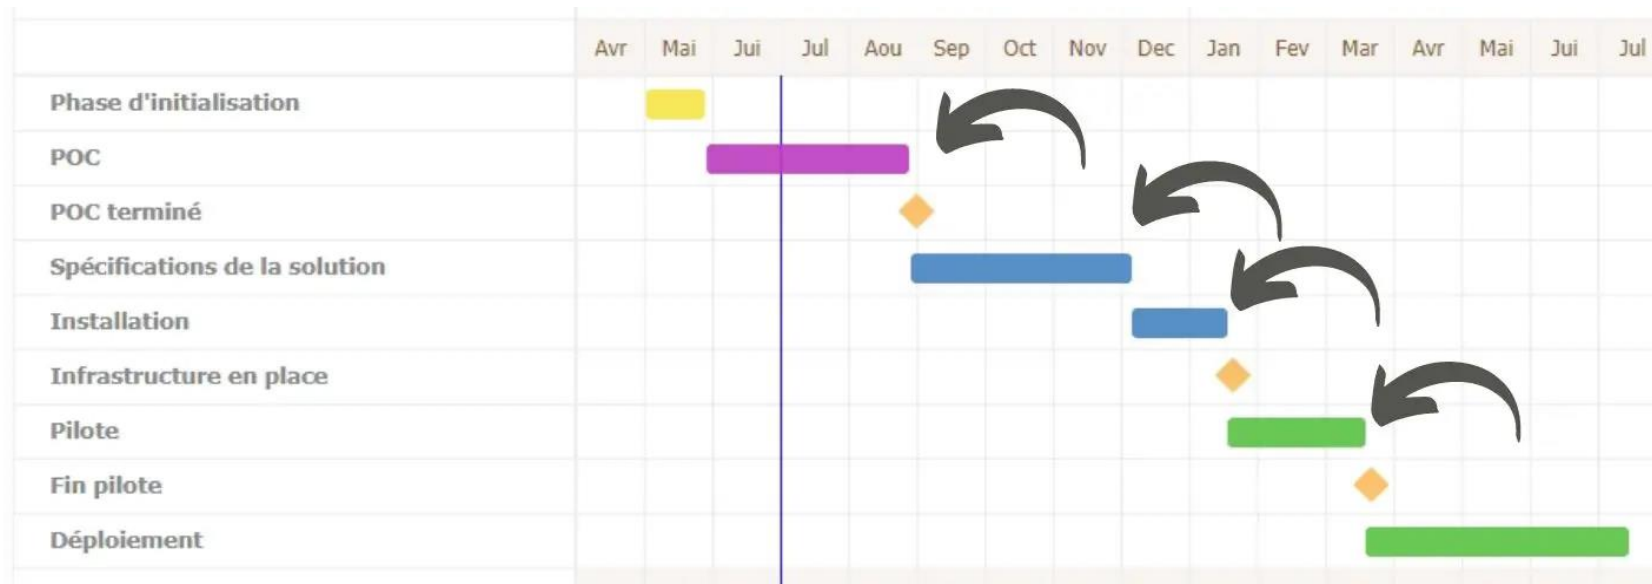 Avr Mai Jui Jul Aou Sep Oct Nov Dec Jan Fev Mar Avr Mai Jui Jul
Phase d'initialisation
POC
POC terminé
Spécifications de la solution
Installation
Infrastructure en place
Pilote
Fin pilote
Déploiement